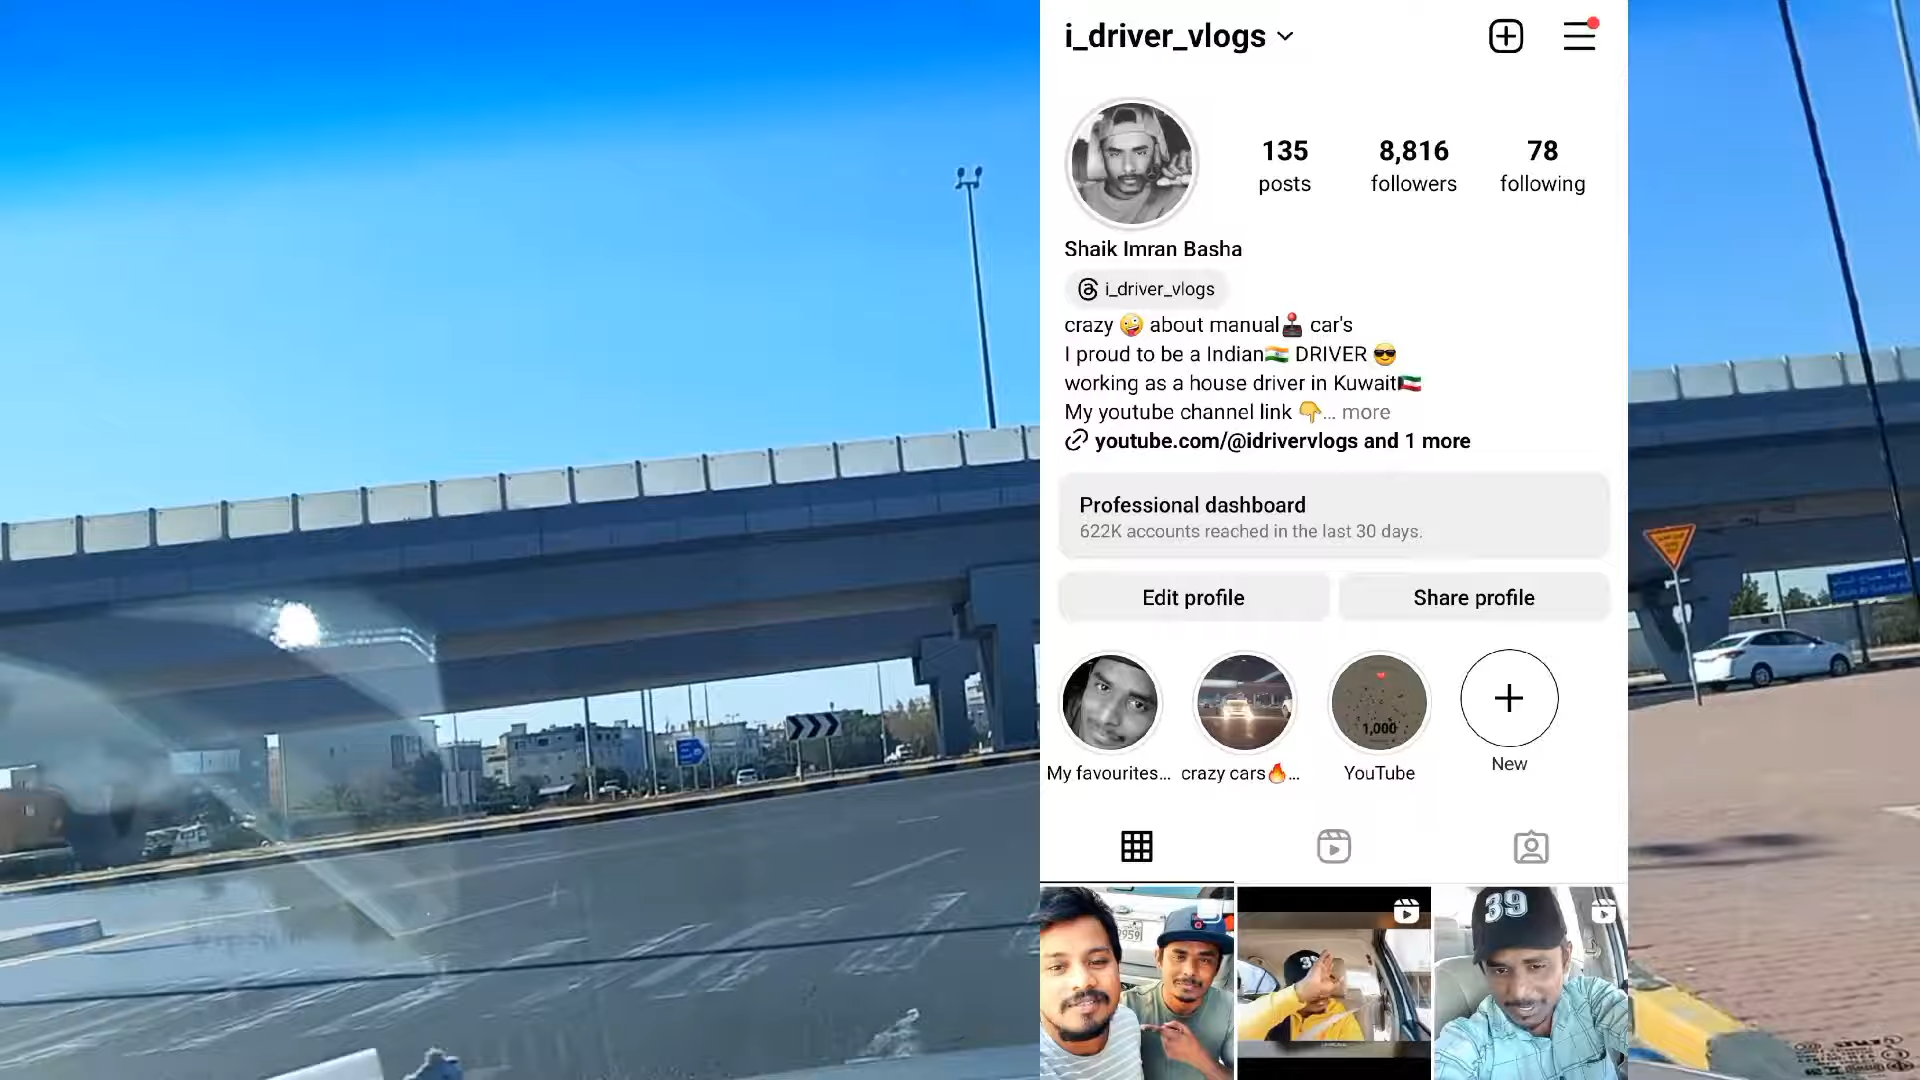 i_driver_vlogs
135
posts
8,816
followers
78
following
Shaik Imran Basha
i_driver_vlogs
crazy 🤪 about manual🕹️ car's
I proud to be a Indian🇮🇳 DRIVER 😎
working as a house driver in Kuwait🇰🇼
My youtube channel link 👇... more
youtube.com/@idrivervlogs and 1 more
Professional dashboard
622K accounts reached in the last 30 days.
Edit profile
Share profile
1,000
My favourites...
crazy cars🔥...
YouTube
New
9959
39
39